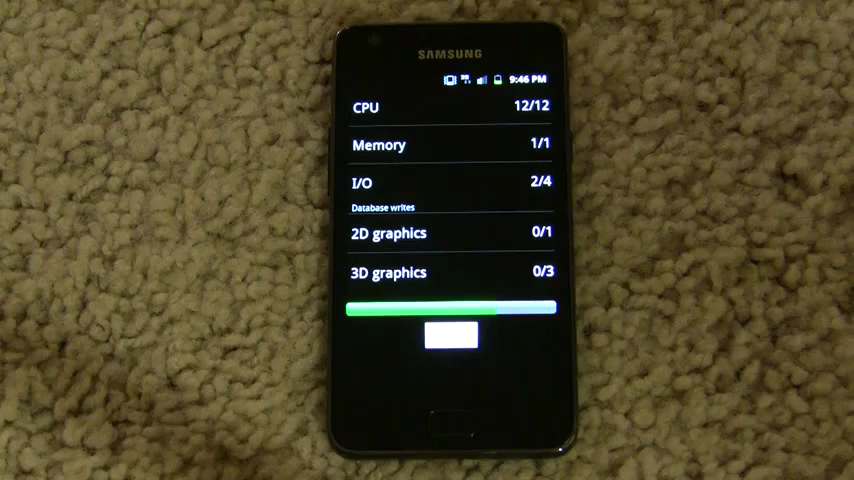 SAMSUNG
9:46 PM
CPU 12/12
Memory 1/1
I/O 2/4
Database writes
2D graphics 0/1
3D graphics 0/3